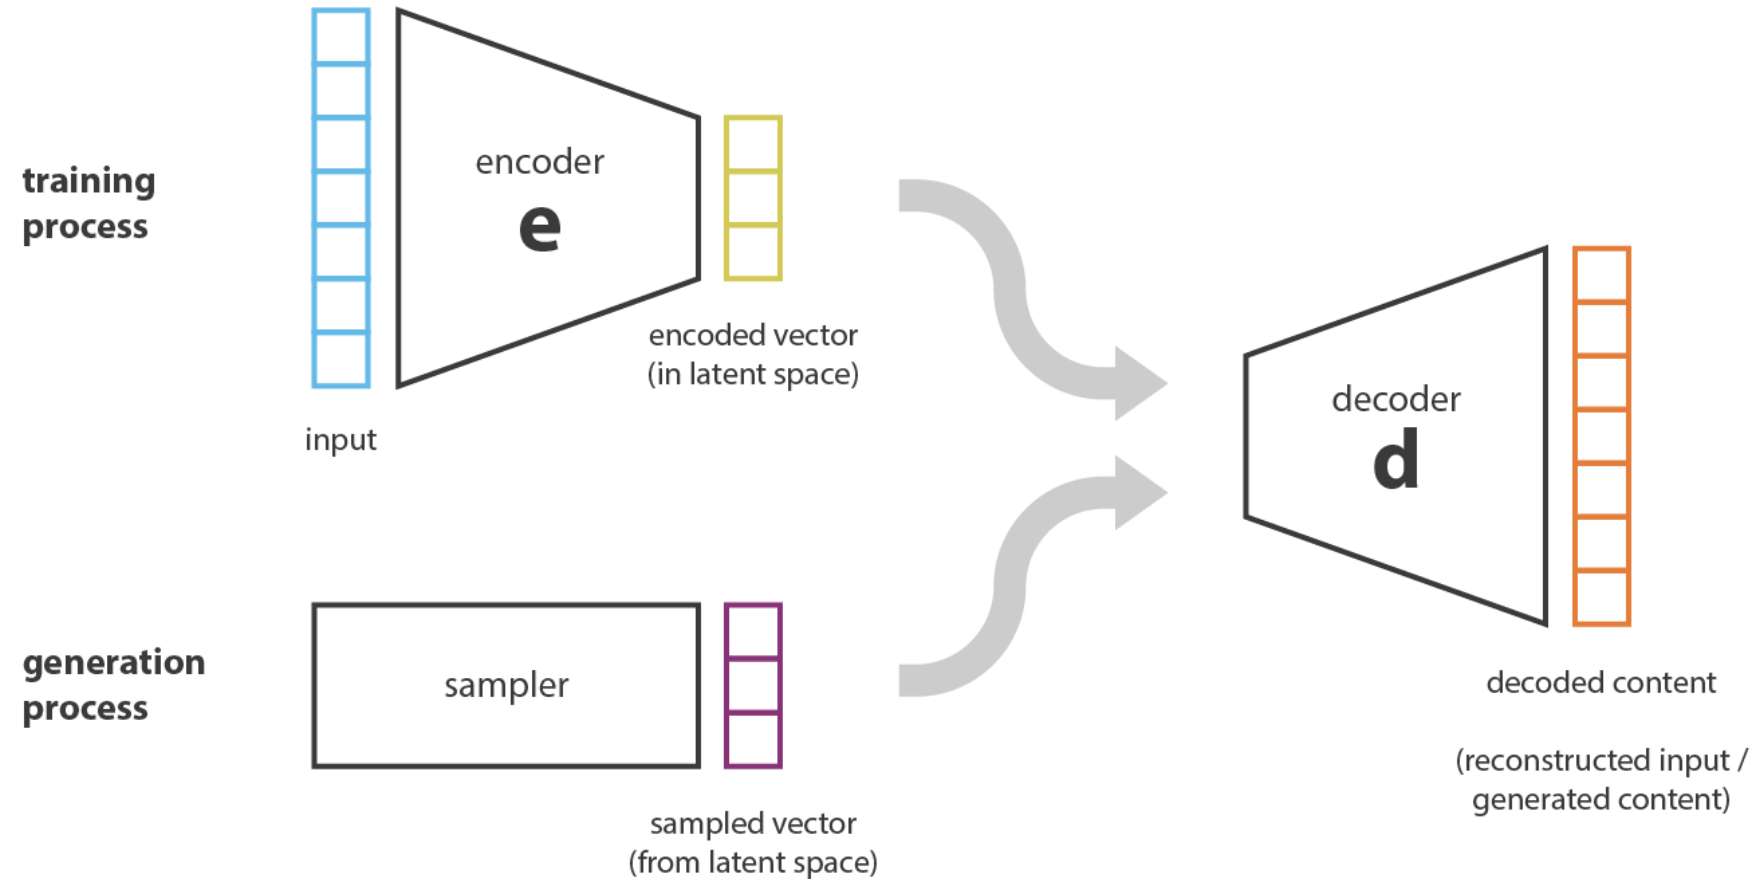 training
process
encoder
e
encoded vector
(in latent space)
input
decoder
d
generation
process
sampler
sampled vector
(from latent space)
decoded content
(reconstructed input /
generated content)